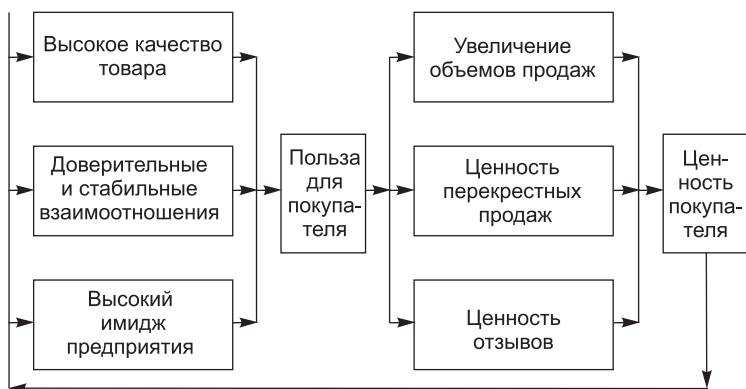 Высокое качество
товара
Доверительные
и стабильные
взаимоотношения
Высокий
имидж
предприятия
Польза
для
покупа-
теля
Увеличение
объемов продаж
Ценность
перекрестных
продаж
Ценность
отзывов
Цен-
ность
покупа-
теля